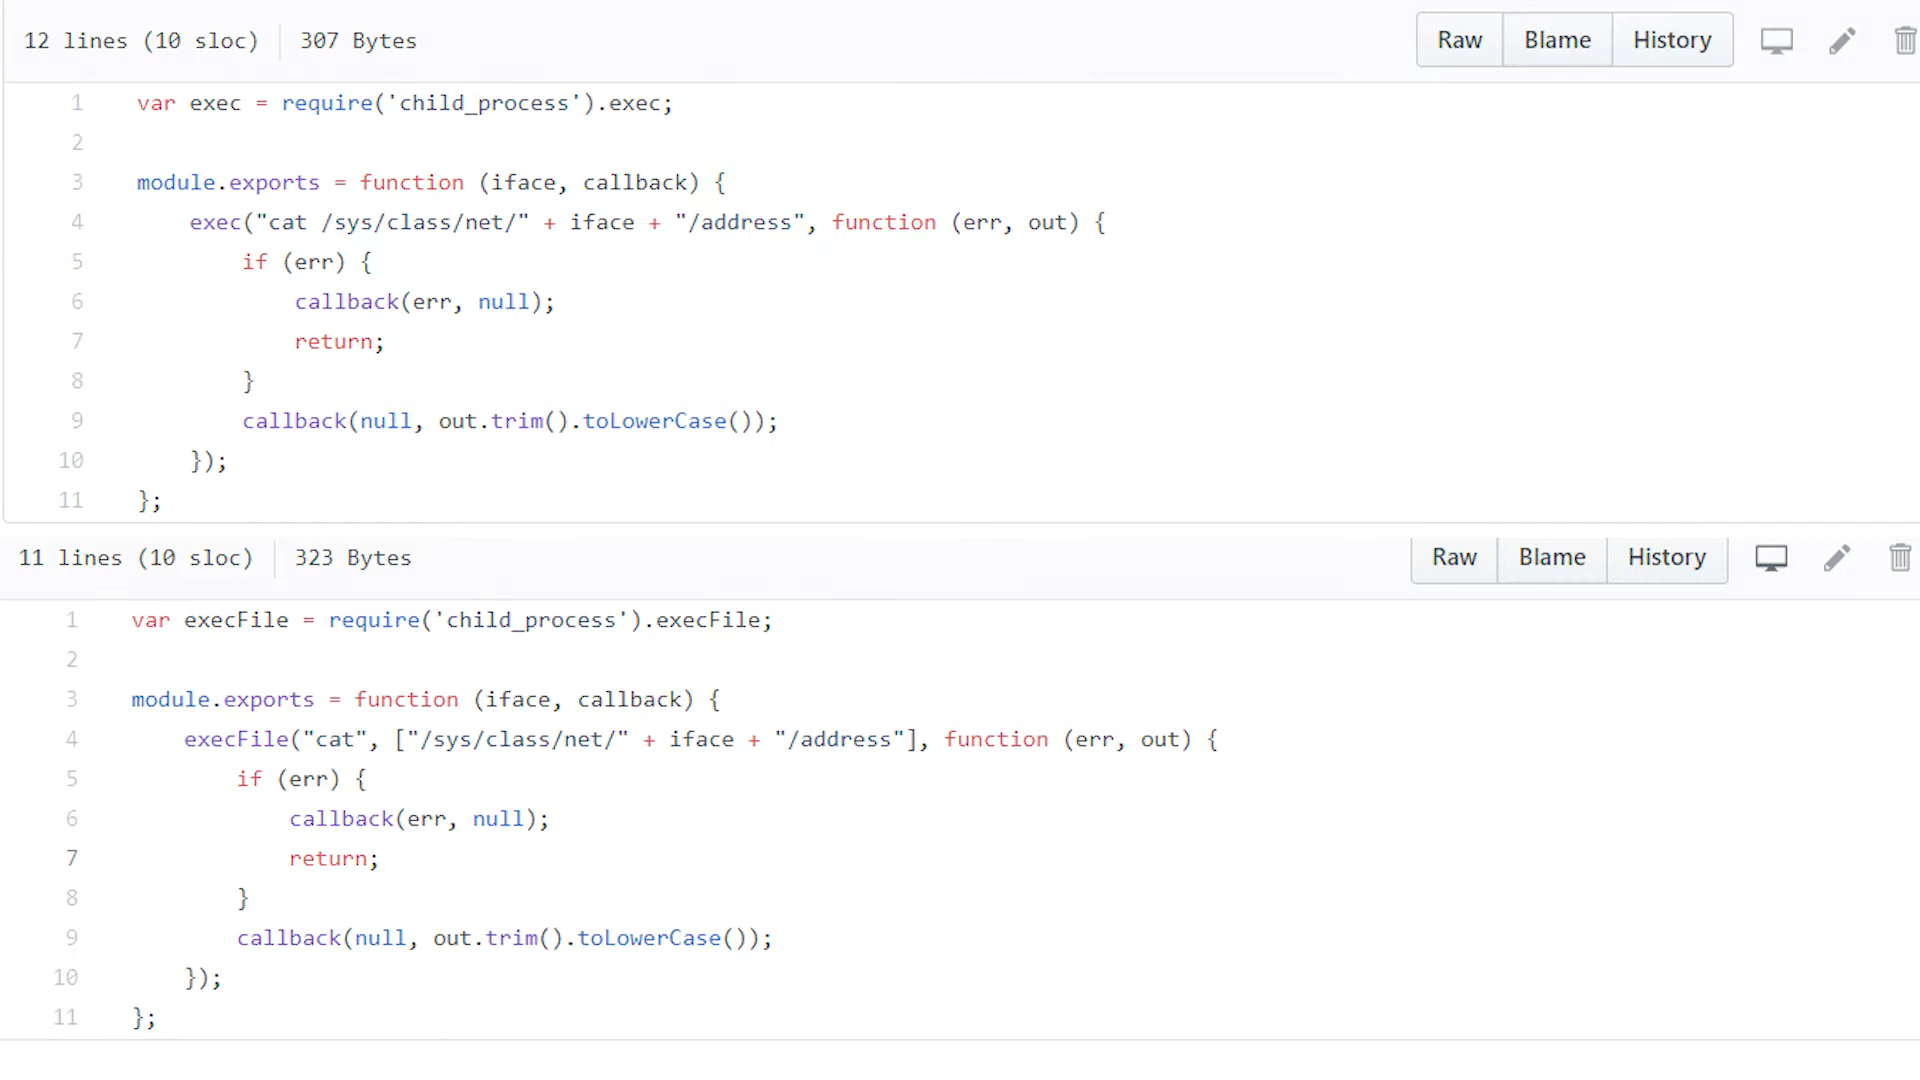 12 lines (10 sloc) 307 Bytes Raw Blame History
1 var exec = require('child_process').exec;
2
3 module.exports = function (iface, callback) {
4 exec("cat /sys/class/net/" + iface + "/address", function (err, out) {
5 if (err) {
6 callback(err, null);
7 return;
8 }
9 callback(null, out.trim().toLowerCase());
10 });
11 };
11 lines (10 sloc) 323 Bytes Raw Blame History
1 var execFile = require('child_process').execFile;
2
3 module.exports = function (iface, callback) {
4 execFile("cat", ["/sys/class/net/" + iface + "/address"], function (err, out) {
5 if (err) {
6 callback(err, null);
7 return;
8 }
9 callback(null, out.trim().toLowerCase());
10 });
11 };